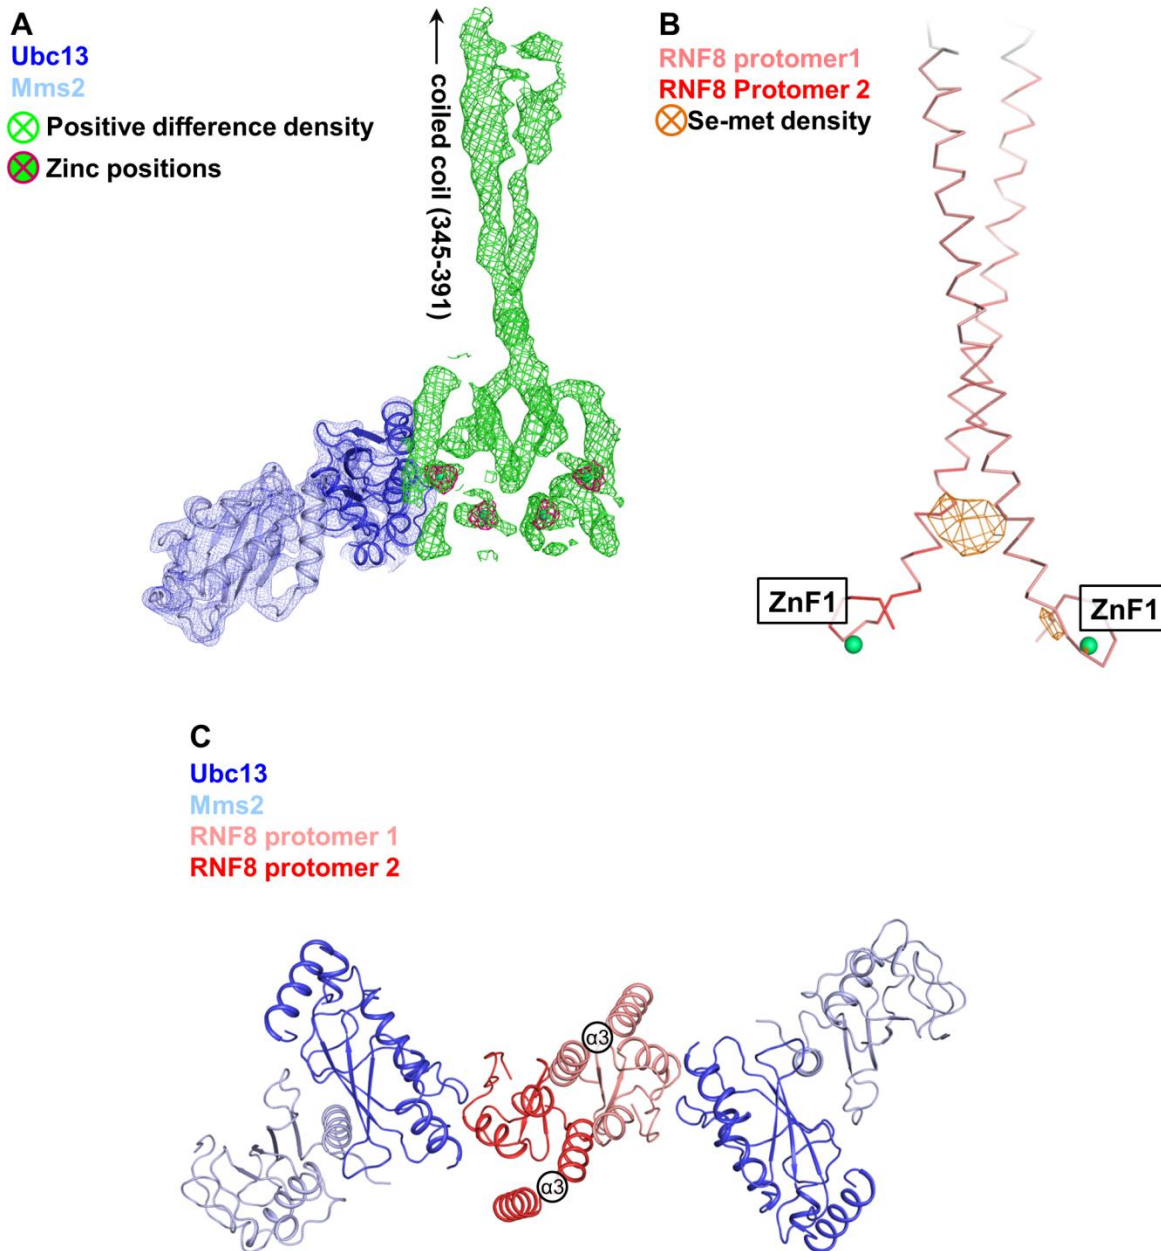 A
Ubc13
Mms2
Positive difference density
Zinc positions
coiled coil (345-391)
B
RNF8 protomer1
RNF8 Protomer 2
Se-met density
ZnF1
ZnF1
C
Ubc13
Mms2
RNF8 protomer 1
RNF8 protomer 2
α3
α3